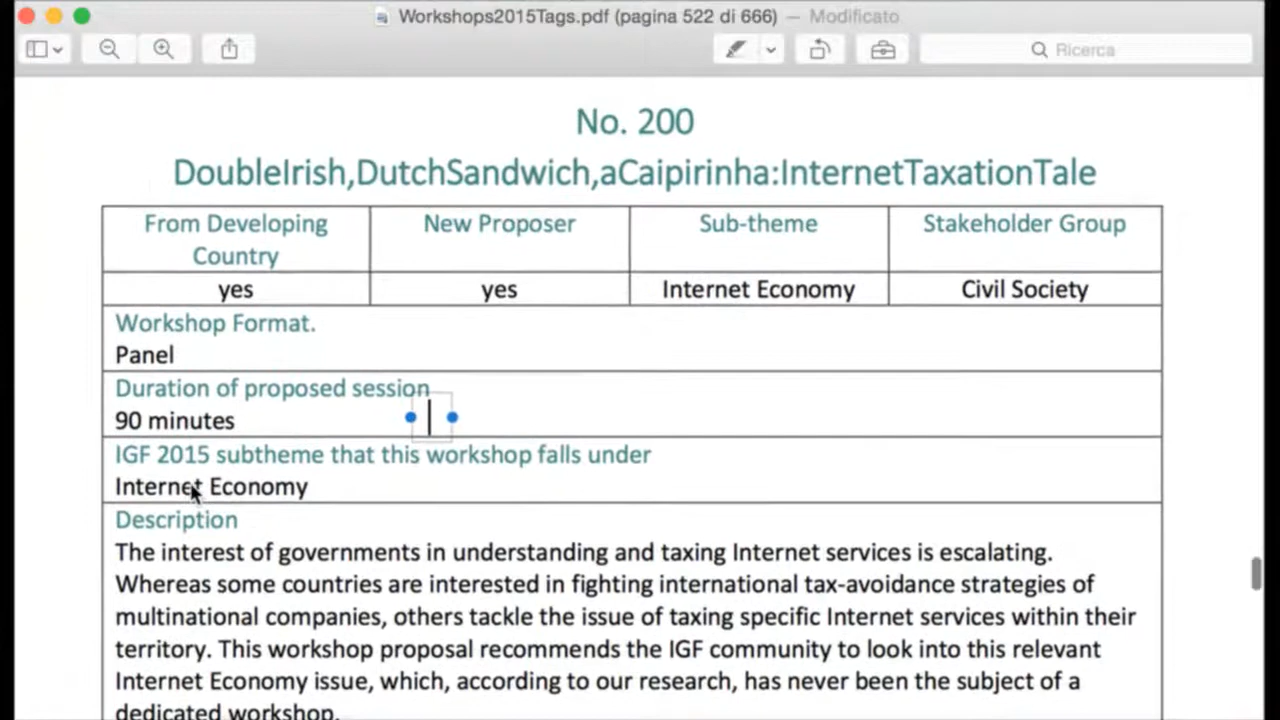 Workshops2015Tags.pdf (pagina 522 di 666) — Modificato
Ricerca
No. 200
DoubleIrish,DutchSandwich,aCaipirinha:InternetTaxationTale
From Developing Country
New Proposer
Sub-theme
Stakeholder Group
yes
yes
Internet Economy
Civil Society
Workshop Format.
Panel
Duration of proposed session
90 minutes
IGF 2015 subtheme that this workshop falls under
Internet Economy
Description
The interest of governments in understanding and taxing Internet services is escalating.
Whereas some countries are interested in fighting international tax-avoidance strategies of
multinational companies, others tackle the issue of taxing specific Internet services within their
territory. This workshop proposal recommends the IGF community to look into this relevant
Internet Economy issue, which, according to our research, has never been the subject of a
dedicated workshop.